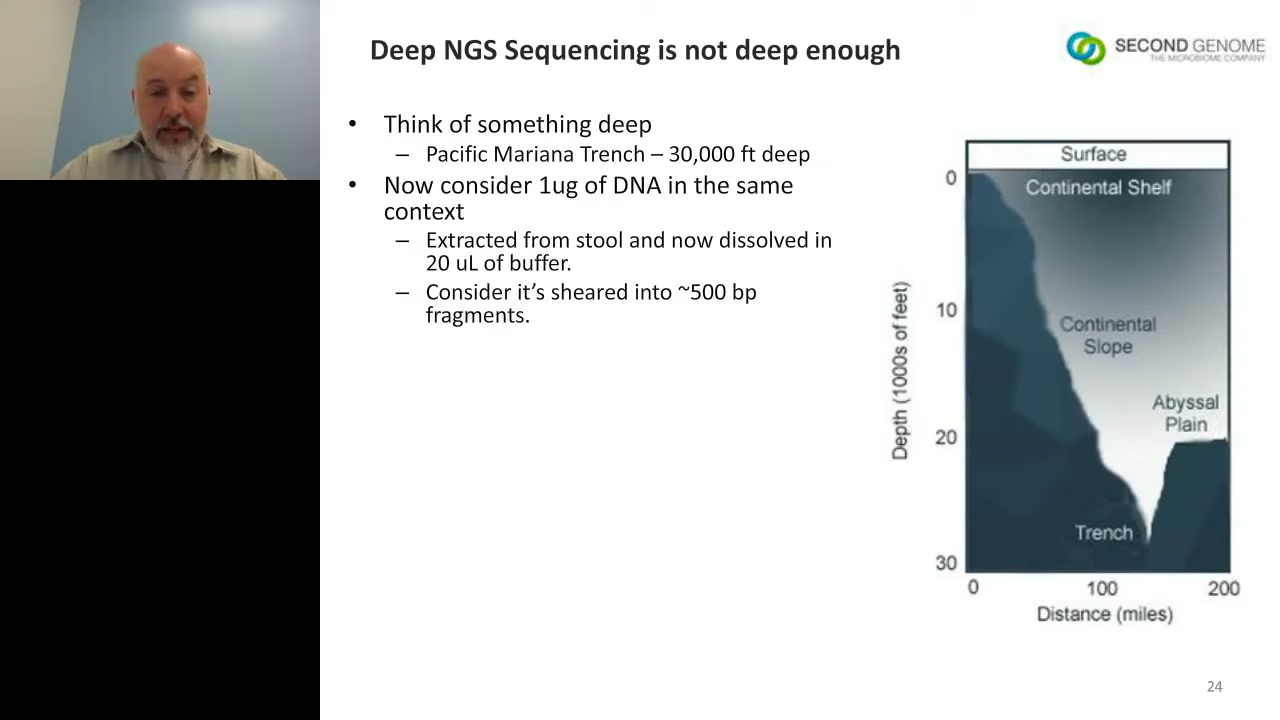 Deep NGS Sequencing is not deep enough
SECOND GENOME
THE MICROBIOME COMPANY
• Think of something deep
– Pacific Mariana Trench – 30,000 ft deep
• Now consider 1ug of DNA in the same
context
– Extracted from stool and now dissolved in
20 uL of buffer.
– Consider it’s sheared into ~500 bp
fragments.
Surface
Continental Shelf
Continental
Slope
Abyssal
Plain
Trench
Depth (1000s of feet)
0
10
20
30
0 100 200
Distance (miles)
24